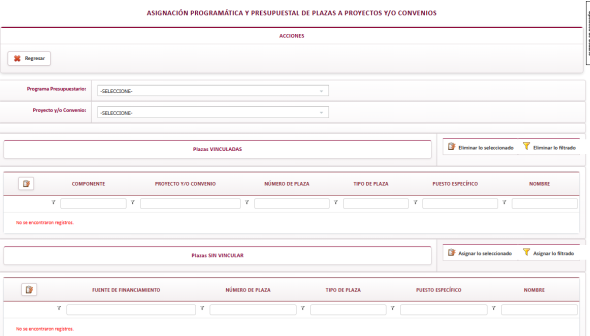 ASIGNACIÓN PROGRAMÁTICA Y PRESUPUESTAL DE PLAZAS A PROYECTOS Y/O CONVENIOS
ACCIONES
Regresar
Programa Presupuestario: -SELECCIONE-
Proyecto y/o Convenio: -SELECCIONE-
Plazas VINCULADAS Eliminar lo seleccionado Eliminar lo filtrado
COMPONENTE PROYECTO Y/O CONVENIO NÚMERO DE PLAZA TIPO DE PLAZA PUESTO ESPECÍFICO NOMBRE
No se encontraron registros.
Plazas SIN VINCULAR Asignar lo seleccionado Asignar lo filtrado
FUENTE DE FINANCIAMIENTO NÚMERO DE PLAZA TIPO DE PLAZA PUESTO ESPECÍFICO NOMBRE
No se encontraron registros.